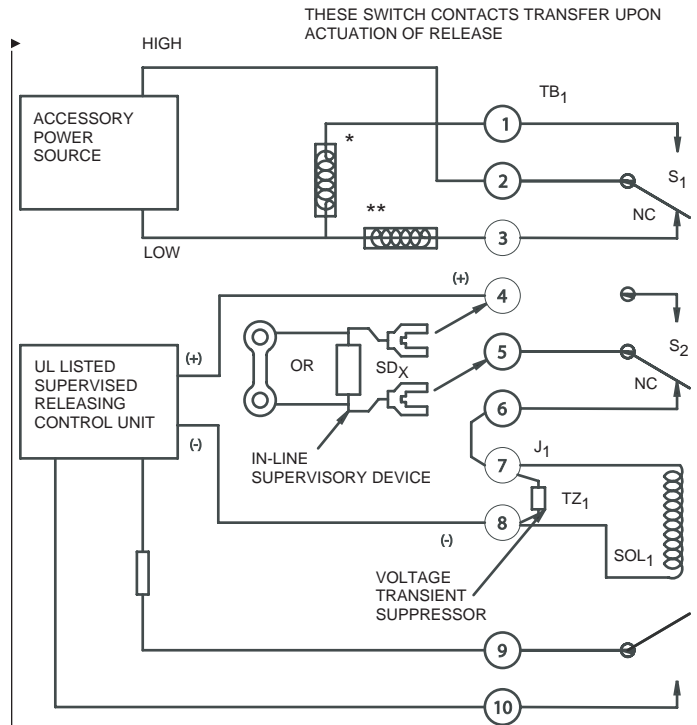 THESE SWITCH CONTACTS TRANSFER UPON
ACTUATION OF RELEASE
HIGH
ACCESSORY
POWER
SOURCE
TB1
1
*
S1
2
NC
**
3
LOW
(+)
4
S2
UL LISTED
SUPERVISED
RELEASING
CONTROL UNIT
(+)
OR
SDX
5
NC
6
(-)
IN-LINE
SUPERVISORY DEVICE
J1
7
TZ1
8
(-)
SOL1
VOLTAGE
TRANSIENT
SUPPRESSOR
9
10